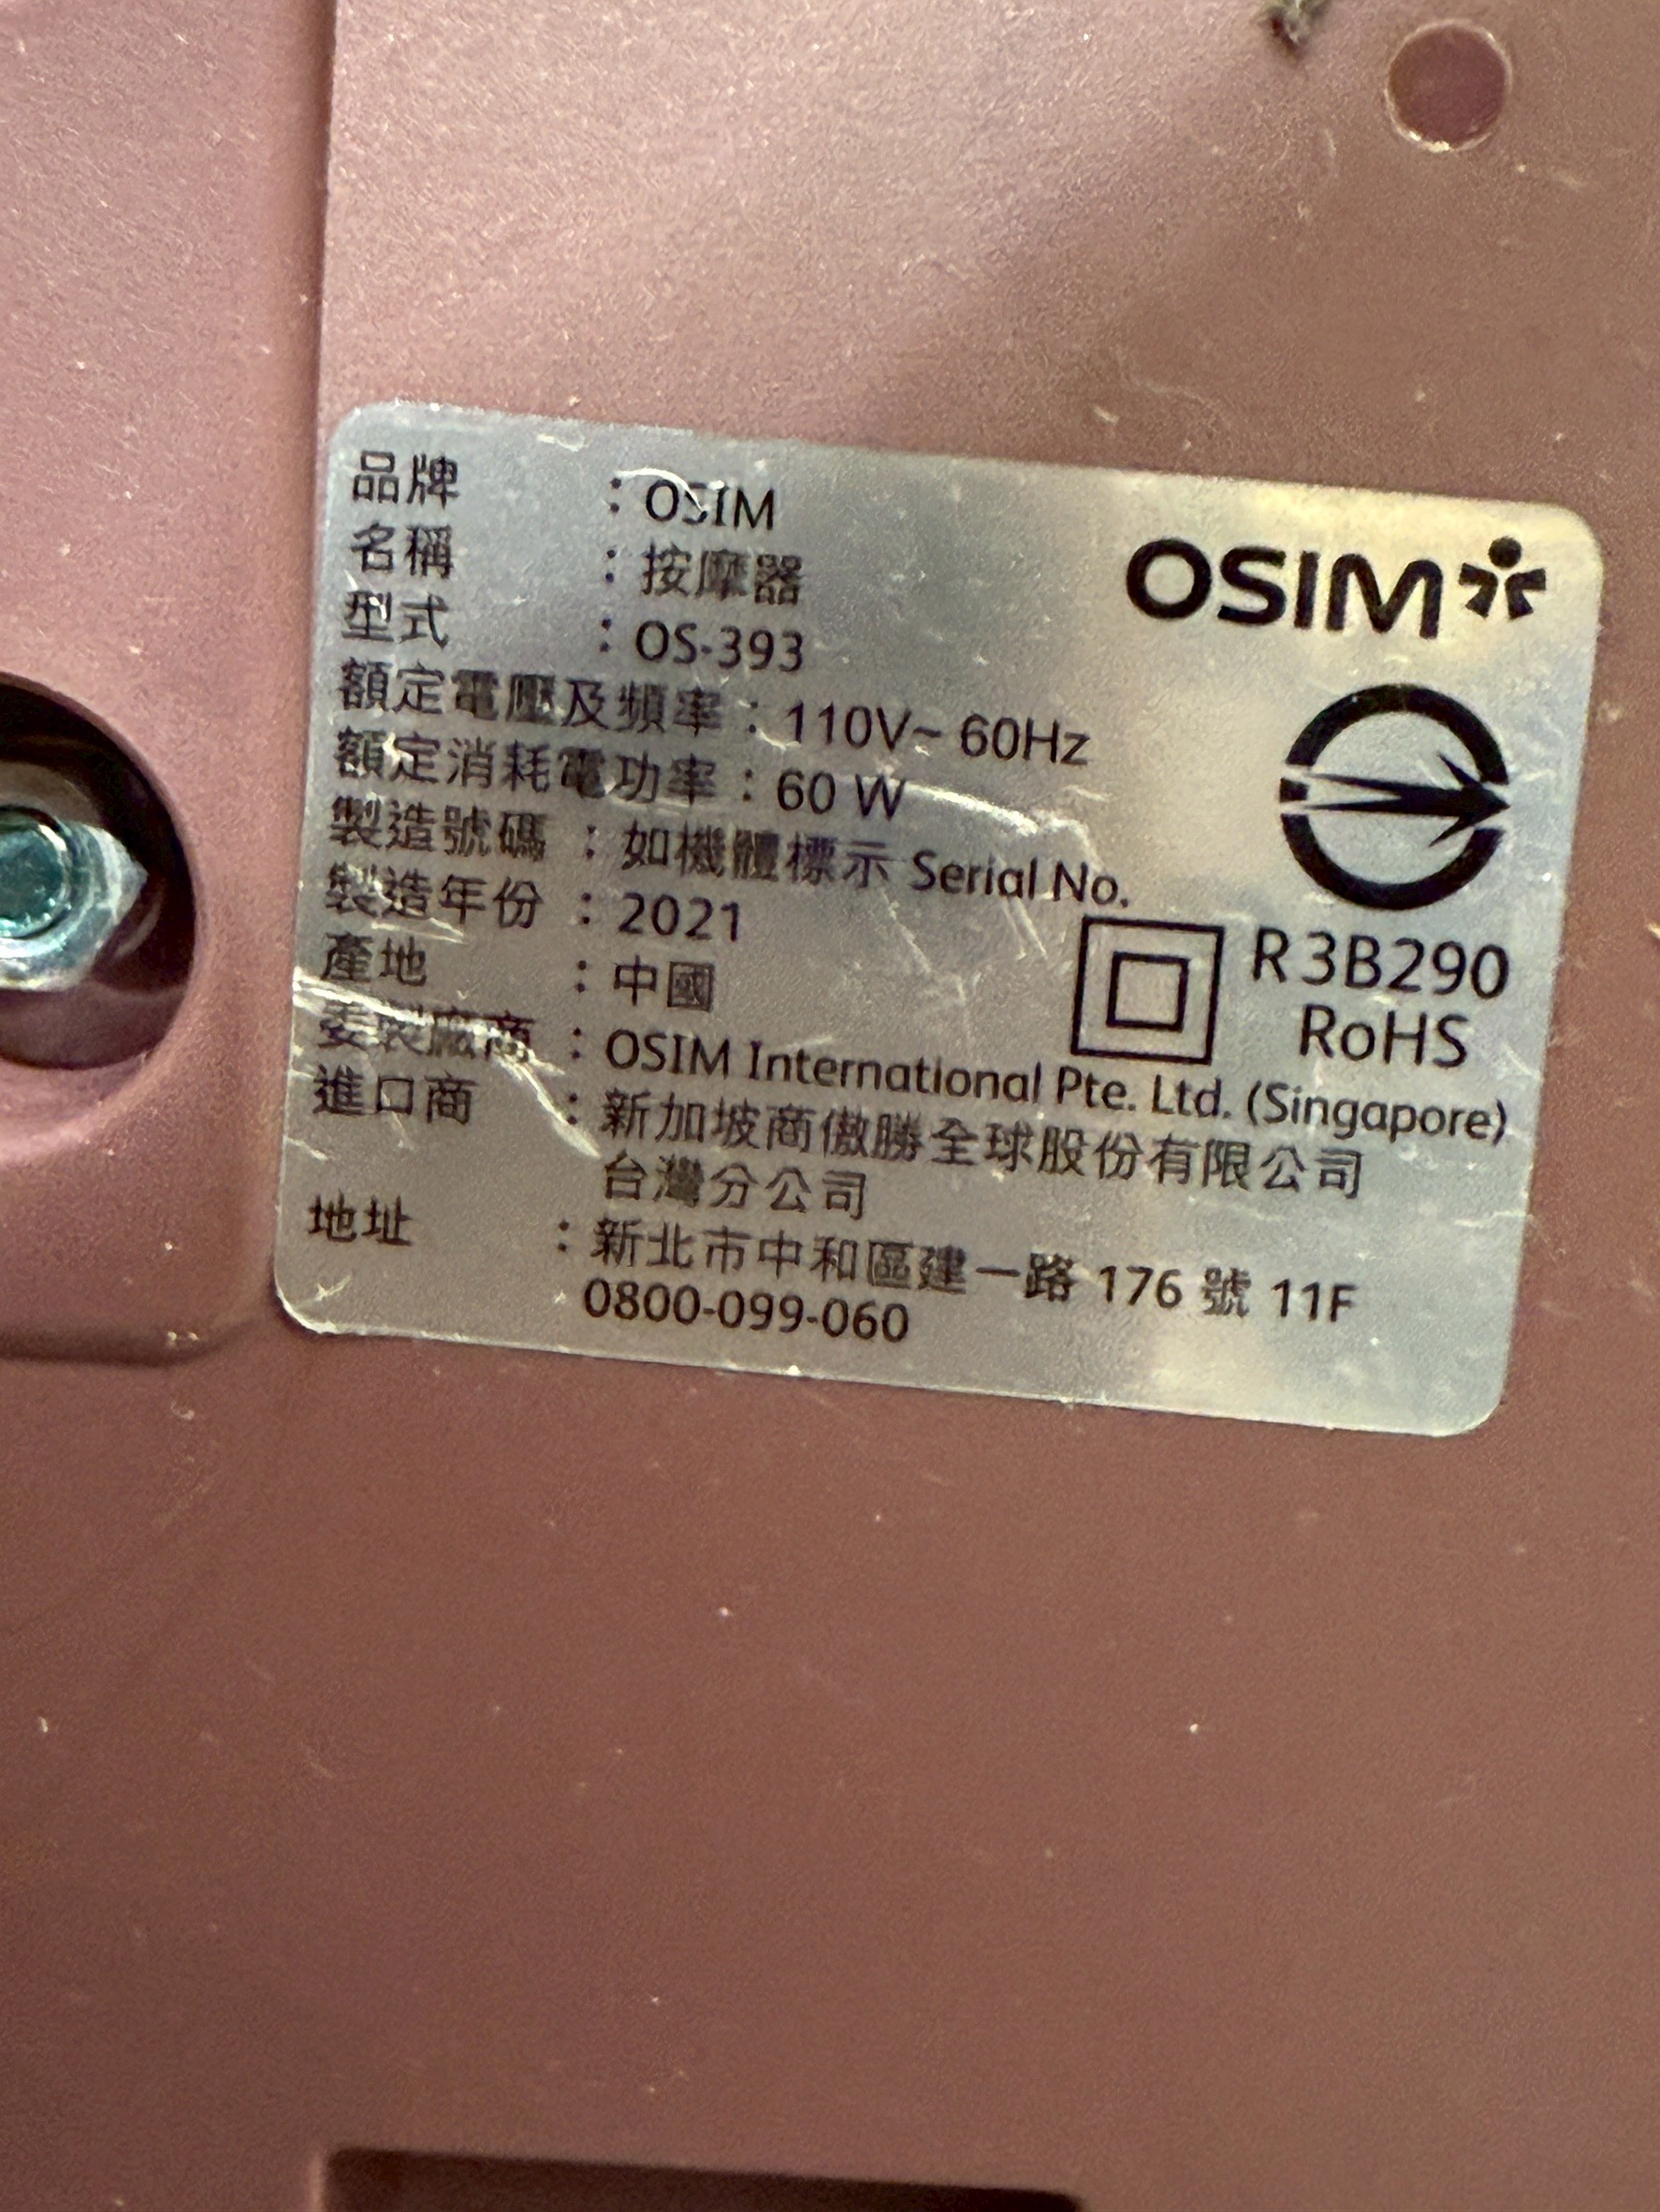 品牌 : OSIM
名稱 : 按摩器
型式 : OS-393
額定電壓及頻率 : 110V~ 60Hz
額定消耗電功率 : 60 W
製造號碼 : 如機體標示 Serial No.
製造年份 : 2021
產地 : 中國
委製廠商 : OSIM International Pte. Ltd. (Singapore)
進口商 : 新加坡商傲勝全球股份有限公司
台灣分公司
地址 : 新北市中和區建一路 176 號 11F
0800-099-060
OSIM
R3B290
RoHS